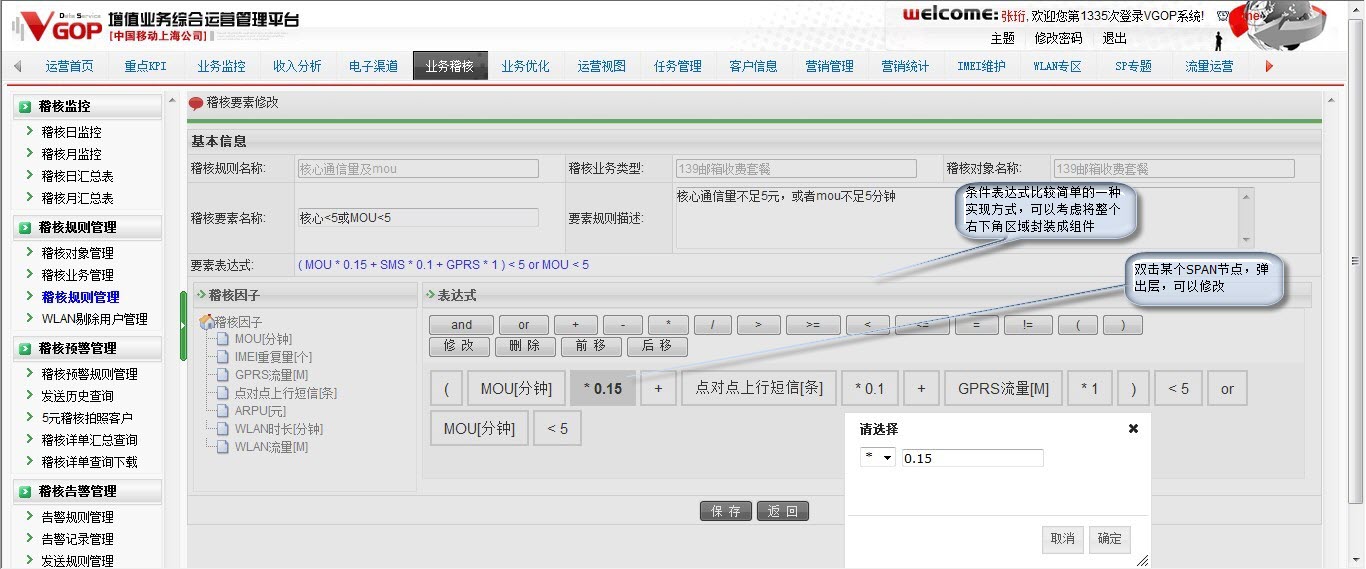 Data Service
VGOP 增值业务综合运营管理平台
[中国移动上海公司]
welcome: 张珩, 欢迎您第1335次登录VGOP系统!
主题 修改密码 退出
运营首页 重点KPI 业务监控 收入分析 电子渠道 业务稽核 业务优化 运营视图 任务管理 客户信息 营销管理 营销统计 IMEI维护 WLAN专区 SP专题 流量运营
稽核监控
稽核日监控
稽核月监控
稽核日汇总表
稽核月汇总表
稽核规则管理
稽核对象管理
稽核业务管理
稽核规则管理
WLAN剔除用户管理
稽核预警管理
稽核预警规则管理
发送历史查询
5元稽核拍照客户
稽核详单汇总查询
稽核详单查询下载
稽核告警管理
告警规则管理
告警记录管理
发送规则管理
稽核要素修改
基本信息
稽核规则名称: 核心通信量及mou 稽核业务类型: 139邮箱收费套餐 稽核对象名称: 139邮箱收费套餐
稽核要素名称: 核心<5或MOU<5 要素规则描述: 核心通信量不足5元，或者mou不足5分钟
要素表达式: ( MOU * 0.15 + SMS * 0.1 + GPRS * 1 ) < 5 or MOU < 5
条件表达式比较简单的一种
实现方式，可以考虑将整个
右下角区域封装成组件
双击某个SPAN节点，弹
出层，可以修改
稽核因子
稽核因子
MOU[分钟]
IMEI重复量[个]
GPRS流量[M]
点对点上行短信[条]
ARPU[元]
WLAN时长[分钟]
WLAN流量[M]
表达式
and or + - * / > >= < <= = != ( )
修改 删除 前移 后移
( MOU[分钟] * 0.15 + 点对点上行短信[条] * 0.1 + GPRS流量[M] * 1 ) < 5 or
MOU[分钟] < 5
请选择
* 0.15
取消 确定
保存 返回